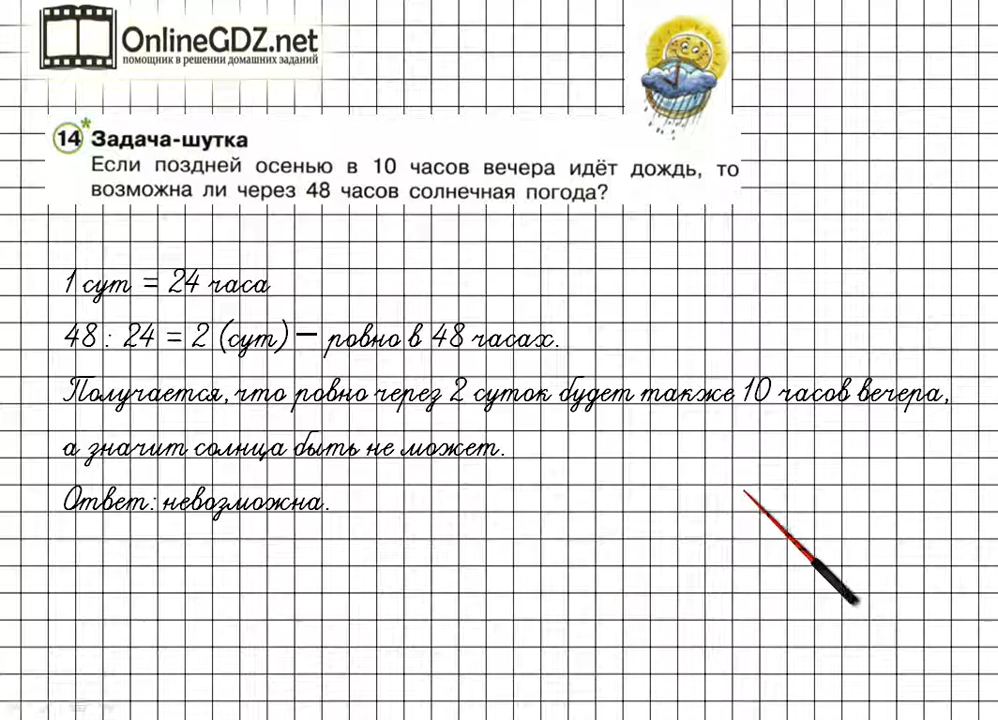 OnlineGDZ.net
помощник в решении домашних заданий
14* Задача-шутка
Если поздней осенью в 10 часов вечера идёт дождь, то
возможна ли через 48 часов солнечная погода?
1 сут = 24 часа
48 : 24 = 2 (сут) — ровно в 48 часах.
Получается, что ровно через 2 суток будет также 10 часов вечера,
а значит солнца быть не может.
Ответ: невозможна.